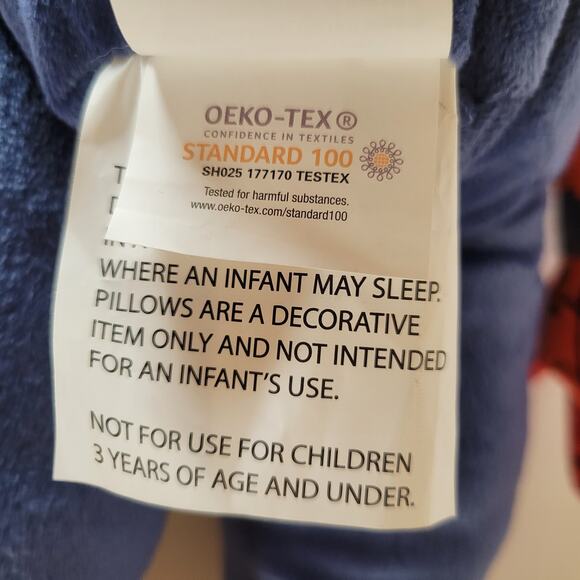 OEKO-TEX®
CONFIDENCE IN TEXTILES
STANDARD 100
SH025 177170 TESTEX
Tested for harmful substances.
www.oeko-tex.com/standard100
WHERE AN INFANT MAY SLEEP.
PILLOWS ARE A DECORATIVE
ITEM ONLY AND NOT INTENDED
FOR AN INFANT'S USE.
NOT FOR USE FOR CHILDREN
3 YEARS OF AGE AND UNDER.